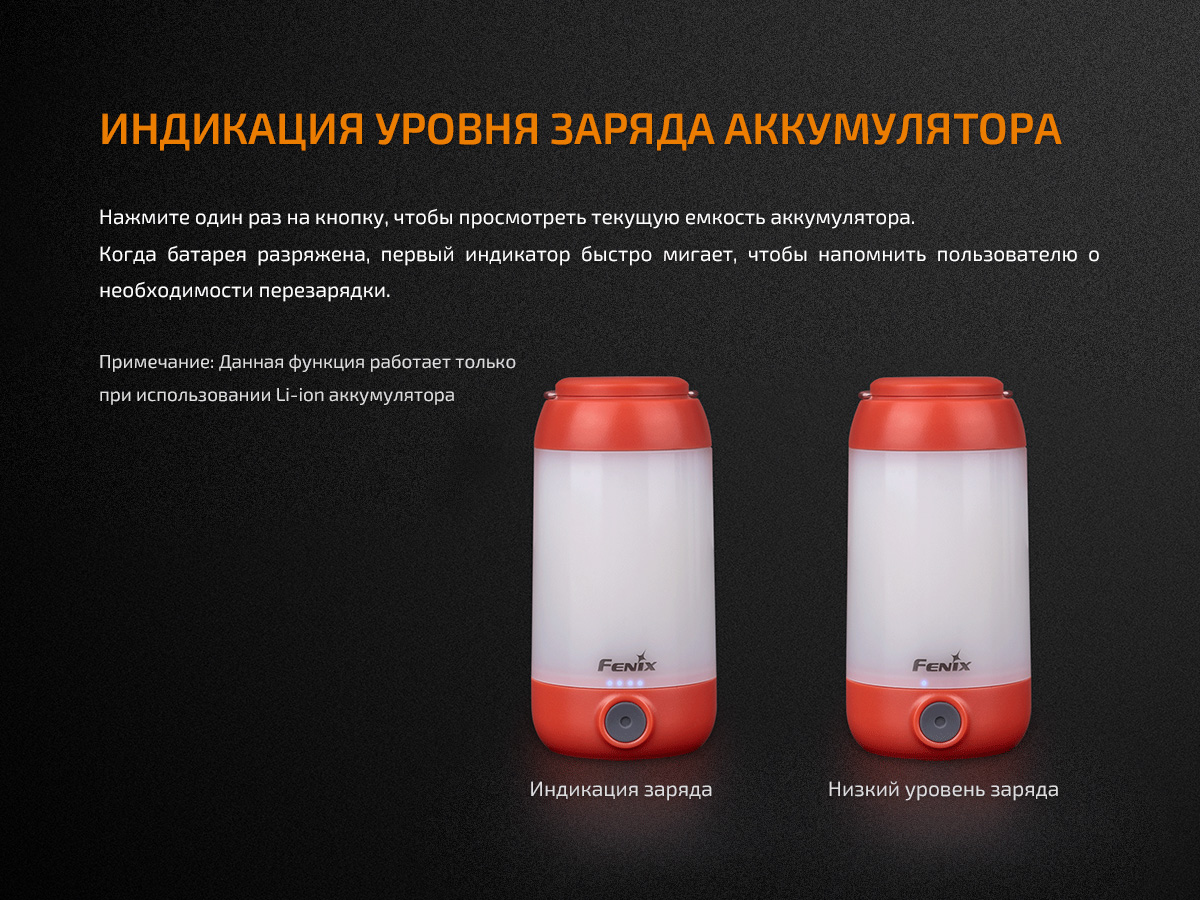 ИНДИКАЦИЯ УРОВНЯ ЗАРЯДА АККУМУЛЯТОРА
Нажмите один раз на кнопку, чтобы просмотреть текущую емкость аккумулятора.
Когда батарея разряжена, первый индикатор быстро мигает, чтобы напомнить пользователю о
необходимости перезарядки.
Примечание: Данная функция работает только
при использовании Li-ion аккумулятора
FENIX
FENIX
Индикация заряда
Низкий уровень заряда